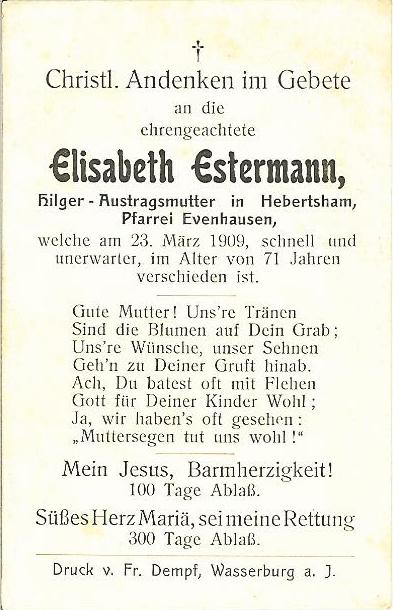 †
Christl. Andenken im Gebete
an die
ehrengeachtete
Elisabeth Estermann,
Hilger-Austragsmutter in Hebertsham,
Pfarrei Evenhausen,
welche am 23. März 1909, schnell und
unerwarter, im Alter von 71 Jahren
verschieden ist.
Gute Mutter! Uns're Tränen
Sind die Blumen auf Dein Grab;
Uns're Wünsche, unser Sehnen
Geh'n zu Deiner Gruft hinab.
Ach, Du batest oft mit Flehen
Gott für Deiner Kinder Wohl;
Ja, wir haben's oft gesehen:
„Muttersegen tut uns wohl!“
Mein Jesus, Barmherzigkeit!
100 Tage Ablaß.
Süßes Herz Mariä, sei meine Rettung
300 Tage Ablaß.
Druck v. Fr. Dempf, Wasserburg a. J.